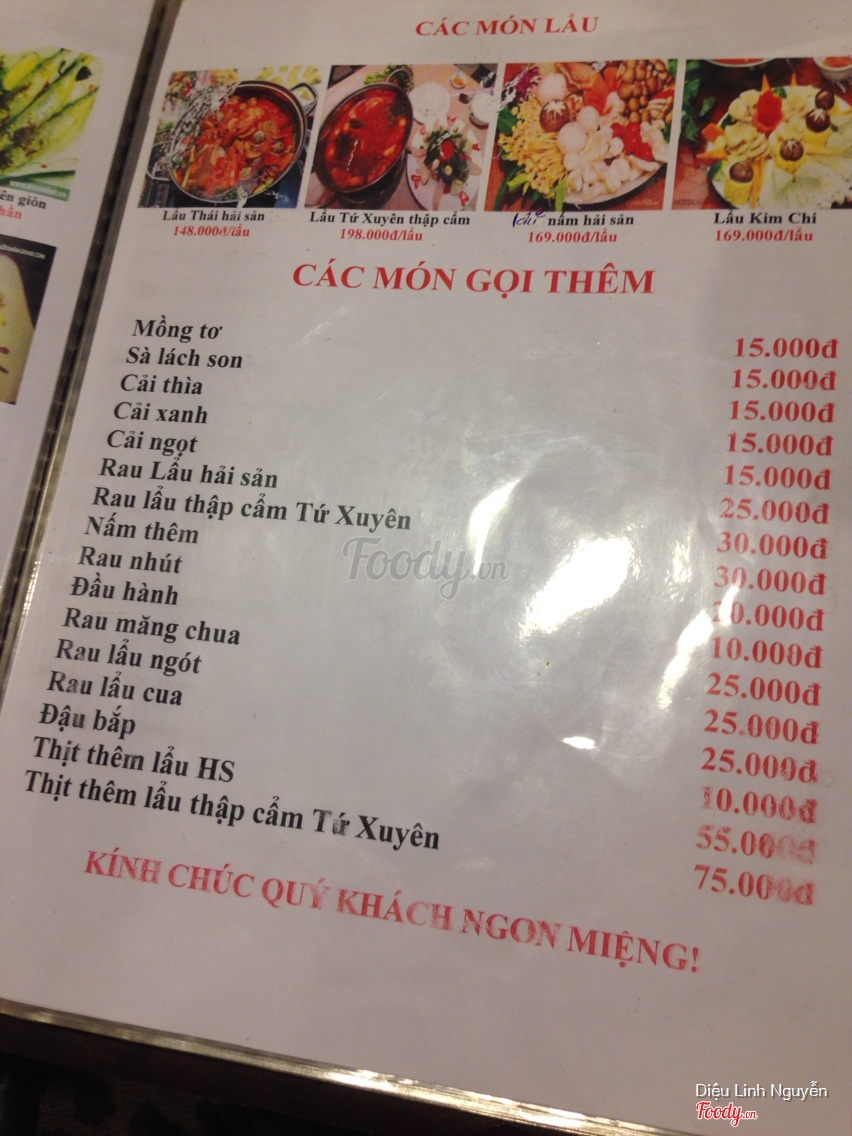 CÁC MÓN LẨU
ên giòn
hần
Lẩu Thái hải sản
148.000đ/lẩu
Lẩu Tứ Xuyên thập cẩm
198.000đ/lẩu
nấm hải sản
169.000đ/lẩu
Lẩu Kim Chi
169.000đ/lẩu
CÁC MÓN GỌI THÊM
Mồng tơ 15.000đ
Sà lách son 15.000đ
Cải thìa 15.000đ
Cải xanh 15.000đ
Cải ngọt 15.000đ
Rau Lẩu hải sản 25.000đ
Rau lẩu thập cẩm Tứ Xuyên 30.000đ
Nấm thêm 30.000đ
Rau nhút 20.000đ
Đầu hành 10.000đ
Rau măng chua 25.000đ
Rau lẩu ngót 25.000đ
Rau lẩu cua 25.000đ
Đậu bắp 10.000đ
Thịt thêm lẩu HS 55.000đ
Thịt thêm lẩu thập cẩm Tứ Xuyên 75.000đ
KÍNH CHÚC QUÝ KHÁCH NGON MIỆNG!
Foody.vn
Diệu Linh Nguyễn
Foody.vn